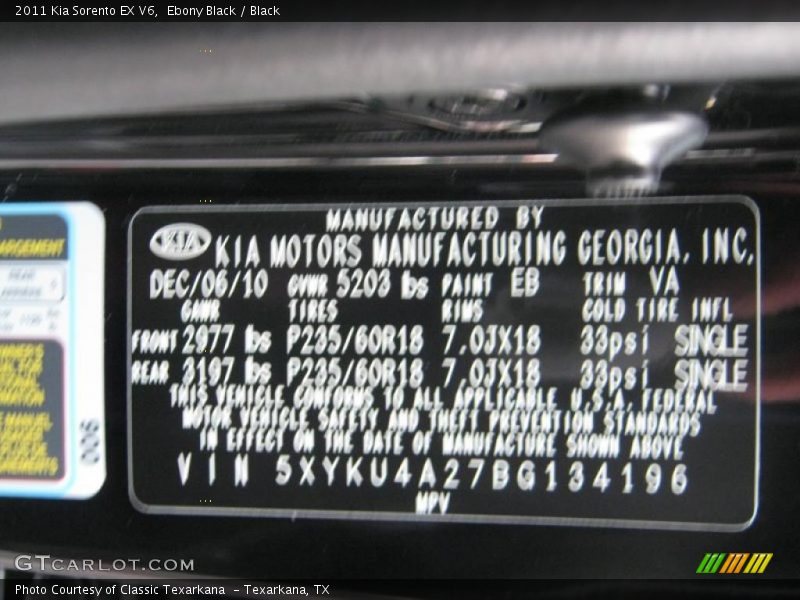 2011 Kia Sorento EX V6,  Ebony Black / Black
MANUFACTURED BY
KIA KIA MOTORS MANUFACTURING GEORGIA, INC,
DEC/06/10 GVWR 5203 lbs PAINT EB TRIM VA
GAWR TIRES RIMS COLD TIRE INFL
FRONT 2977 lbs P235/60R18 7,0JX18 33psi SINGLE
REAR 3197 lbs P235/60R18 7,0JX18 33psi SINGLE
THIS VEHICLE CONFORMS TO ALL APPLICABLE U.S.A. FEDERAL
MOTOR VEHICLE SAFETY AND THEFT PREVENTION STANDARDS
IN EFFECT ON THE DATE OF MANUFACTURE SHOWN ABOVE
VIN 5XYKU4A27BG134196
MPV
006
GTCARLOT.COM
Photo Courtesy of Classic Texarkana  - Texarkana, TX